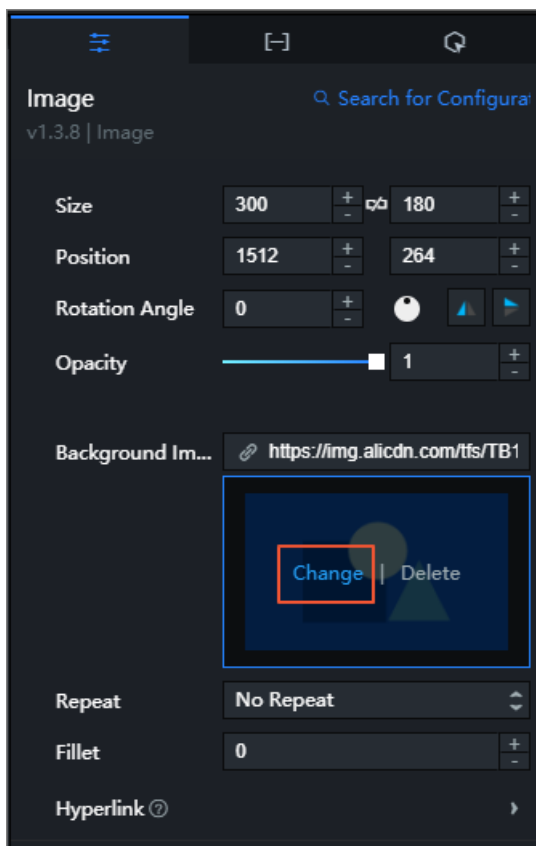 Image
Search for Configurat
v1.3.8 | Image
Size 300 + - 180 + -
Position 1512 + - 264 + -
Rotation Angle 0 + -
Opacity 1 + -
Background Im... https://img.alicdn.com/tfs/TB1
Change | Delete
Repeat No Repeat
Fillet 0 + -
Hyperlink ?